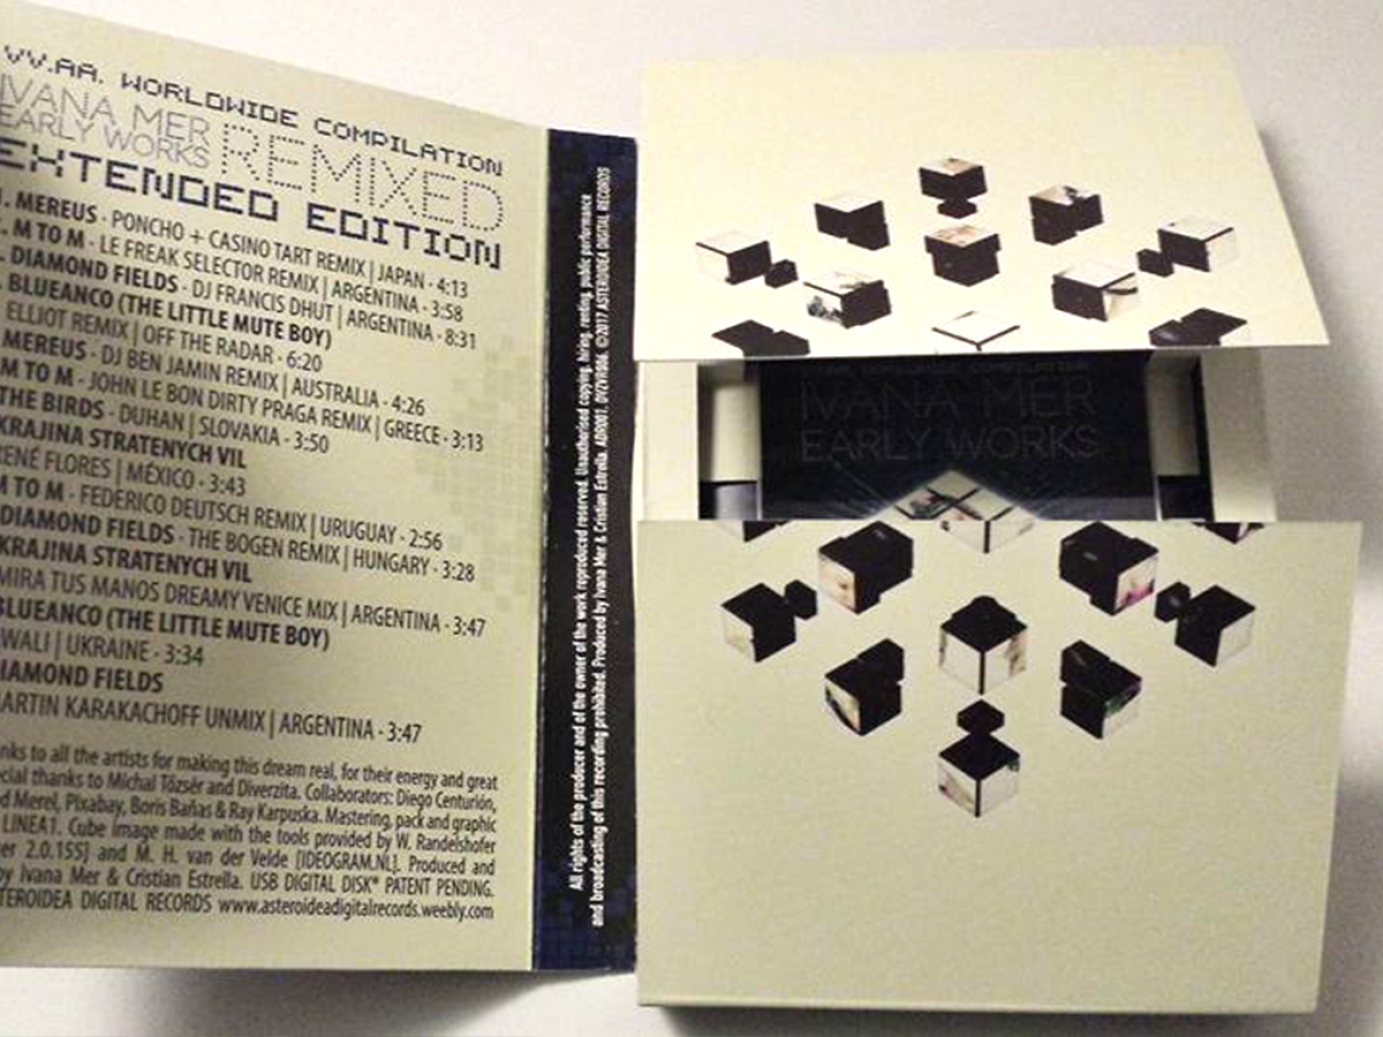 VV.AA. WORLDWIDE COMPILATION
IVANA MER
EARLY WORKS
REMIXED
EXTENDED EDITION
. MEREUS - PONCHO + CASINO TART REMIX | JAPAN - 4:13
. M TO M - LE FREAK SELECTOR REMIX | ARGENTINA - 3:58
. DIAMOND FIELDS - DJ FRANCIS DHUT | ARGENTINA - 8:31
. BLUEANCO (THE LITTLE MUTE BOY)
ELLIOT REMIX | OFF THE RADAR - 6:20
MEREUS - DJ BEN JAMIN REMIX | AUSTRALIA - 4:26
M TO M - JOHN LE BON DIRTY PRAGA REMIX | GREECE - 3:13
THE BIRDS - DUHAN | SLOVAKIA - 3:50
KRAJINA STRATENYCH VIL
RENÉ FLORES | MÉXICO - 3:43
M TO M - FEDERICO DEUTSCH REMIX | URUGUAY - 2:56
DIAMOND FIELDS - THE BOGEN REMIX | HUNGARY - 3:28
KRAJINA STRATENYCH VIL
MIRA TUS MANOS DREAMY VENICE MIX | ARGENTINA - 3:47
BLUEANCO (THE LITTLE MUTE BOY)
WALI | UKRAINE - 3:34
IAMOND FIELDS
ARTIN KARAKACHOFF UNMIX | ARGENTINA - 3:47
nks to all the artists for making this dream real, for their energy and great
cial thanks to Michal Tözsér and Diverzita. Collaborators: Diego Centurión,
d Merel, Pixabay, Boris Bañas & Ray Karpuska. Mastering, pack and graphic
LINEA1. Cube image made with the tools provided by W. Randelshofer
er 2.0.155] and M. H. van der Velde [IDEOGRAM.NL]. Produced and
by Ivana Mer & Cristian Estrella. USB DIGITAL DISK* PATENT PENDING.
STEROIDEA DIGITAL RECORDS www.asteroideadigitalrecords.weebly.com
All rights of the producer and of the owner of the work reproduced reserved. Unauthorised copying, hiring, renting, public performance
and broadcasting of this recording prohibited. Produced by Ivana Mer & Cristian Estrella. ADR001. DVZVR006. ©2017 ASTEROIDEA DIGITAL RECORDS
IVANA MER
EARLY WORKS